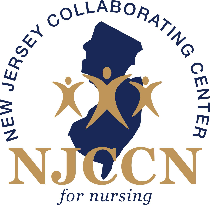 NEW JERSEY COLLABORATING CENTER
NJCCN
for nursing